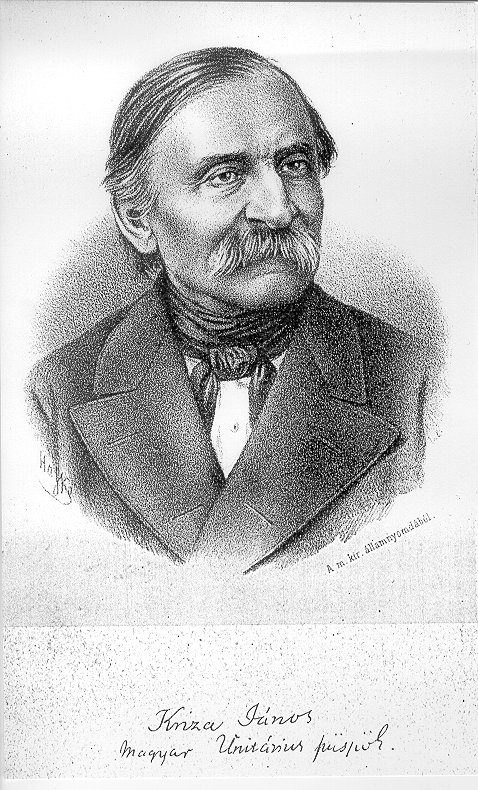 A m. kir. államnyomdából.
Kriza János
Magyar Unitárius püspök.